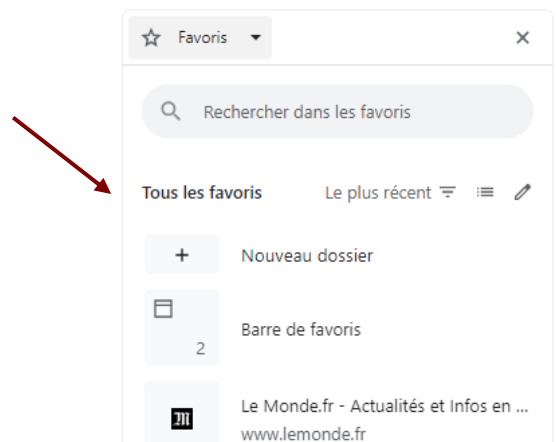 Favoris
Rechercher dans les favoris
Tous les favoris Le plus récent
Nouveau dossier
Barre de favoris
2
Le Monde.fr - Actualités et Infos en ...
www.lemonde.fr